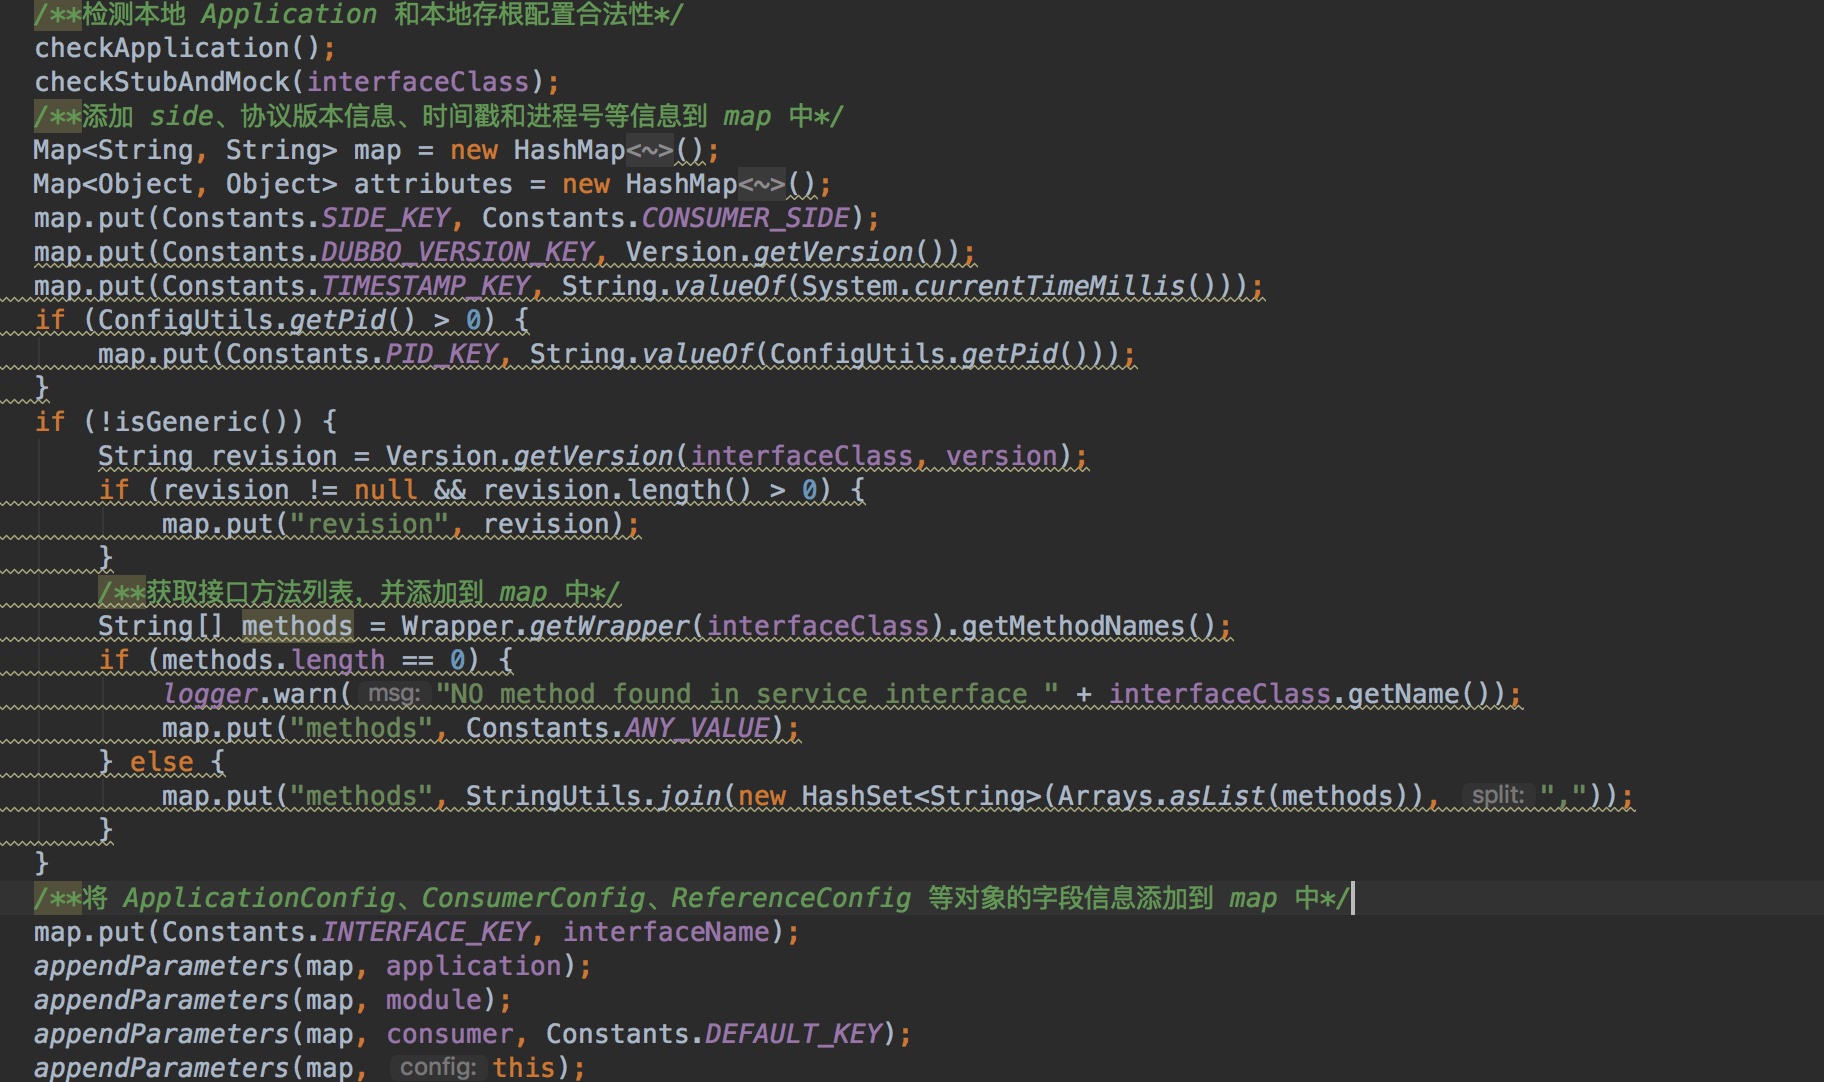 /**检测本地 Application 和本地存根配置合法性*/
checkApplication();
checkStubAndMock(interfaceClass);
/**添加 side、协议版本信息、时间戳和进程号等信息到 map 中*/
Map<String, String> map = new HashMap<~>();
Map<Object, Object> attributes = new HashMap<~>();
map.put(Constants.SIDE_KEY, Constants.CONSUMER_SIDE);
map.put(Constants.DUBBO_VERSION_KEY, Version.getVersion());
map.put(Constants.TIMESTAMP_KEY, String.valueOf(System.currentTimeMillis()));
if (ConfigUtils.getPid() > 0) {
    map.put(Constants.PID_KEY, String.valueOf(ConfigUtils.getPid()));
}
if (!isGeneric()) {
    String revision = Version.getVersion(interfaceClass, version);
    if (revision != null && revision.length() > 0) {
        map.put("revision", revision);
    }
    /**获取接口方法列表，并添加到 map 中*/
    String[] methods = Wrapper.getWrapper(interfaceClass).getMethodNames();
    if (methods.length == 0) {
        logger.warn( msg: "NO method found in service interface " + interfaceClass.getName());
        map.put("methods", Constants.ANY_VALUE);
    } else {
        map.put("methods", StringUtils.join(new HashSet<String>(Arrays.asList(methods)), split: ","));
    }
}
/**将 ApplicationConfig、ConsumerConfig、ReferenceConfig 等对象的字段信息添加到 map 中*/
map.put(Constants.INTERFACE_KEY, interfaceName);
appendParameters(map, application);
appendParameters(map, module);
appendParameters(map, consumer, Constants.DEFAULT_KEY);
appendParameters(map, config: this);